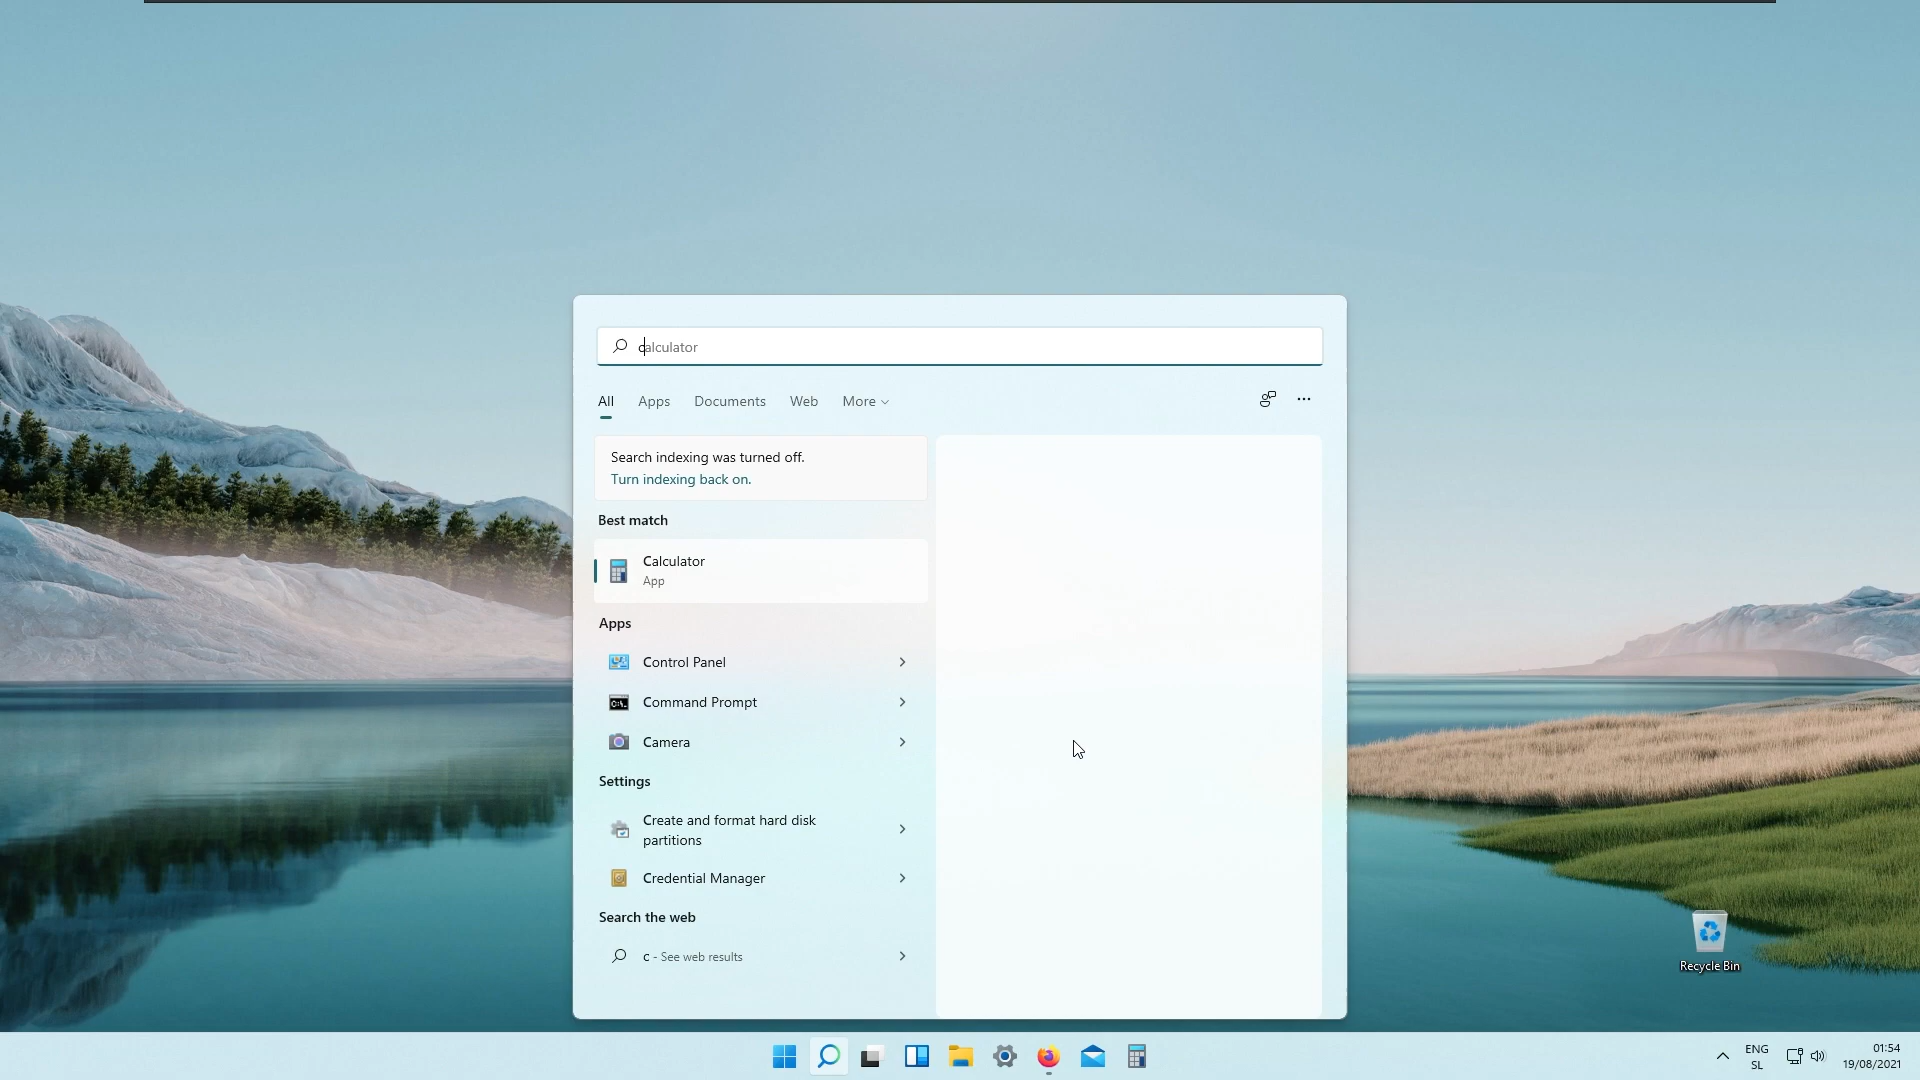 calculator
All Apps Documents Web More
Search indexing was turned off.
Turn indexing back on.
Best match
Calculator
App
Apps
Control Panel
Command Prompt
Camera
Settings
Create and format hard disk
partitions
Credential Manager
Search the web
c - See web results
Recycle Bin
ENG
SL
01:54
19/08/2021